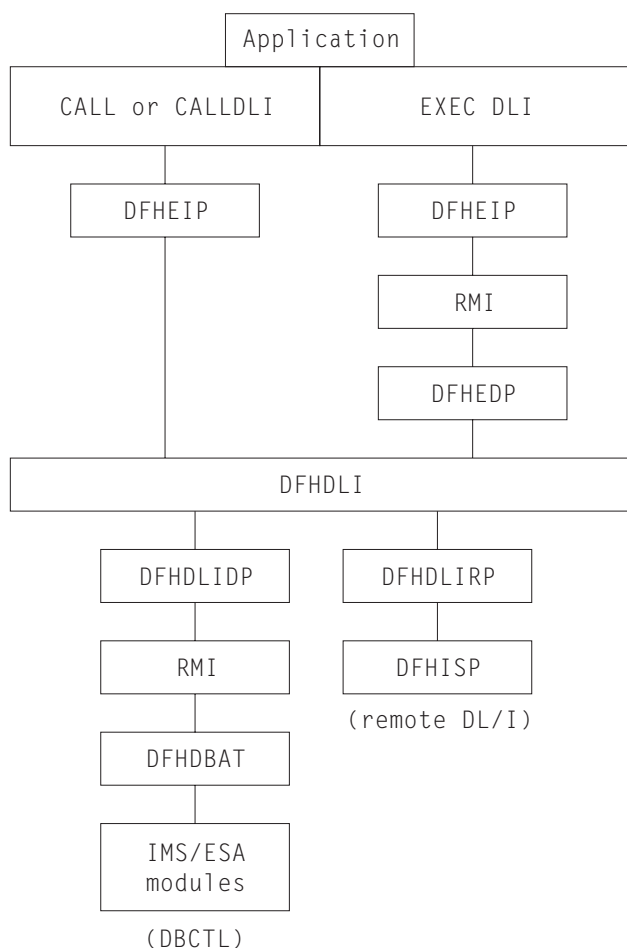 Application
CALL or CALLDLI
EXEC DLI
DFHEIP
DFHEIP
RMI
DFHEDP
DFHDLI
DFHDLIDP
DFHDLIRP
RMI
DFHISP
(remote DL/I)
DFHDBAT
IMS/ESA
modules
(DBCTL)